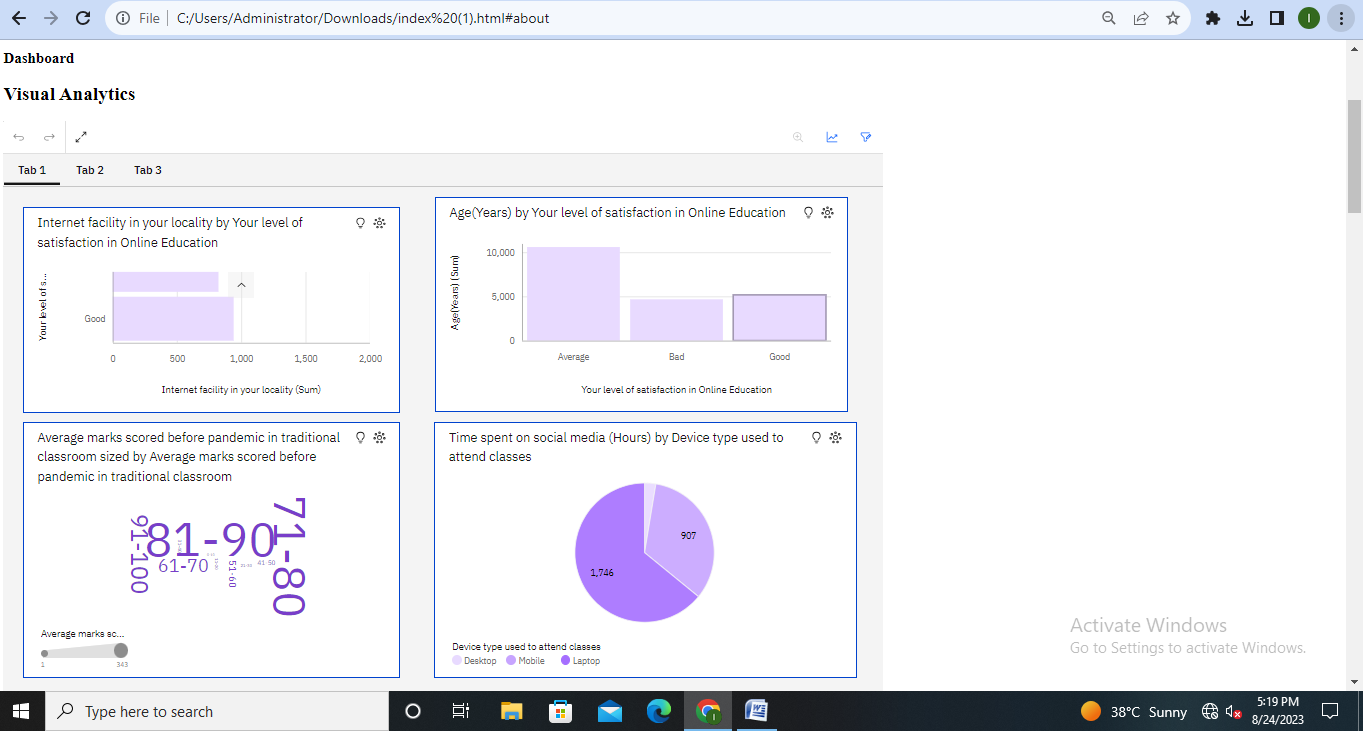 File
C:/Users/Administrator/Downloads/index%20(1).html#about
I
Dashboard
Visual Analytics
Tab 1
Tab 2
Tab 3
Internet facility in your locality by Your level of
satisfaction in Online Education
Your level of s...
Good
0
500
1,000
1,500
2,000
Internet facility in your locality (Sum)
Age(Years) by Your level of satisfaction in Online Education
Age(Years) (Sum)
10,000
5,000
0
Average
Bad
Good
Your level of satisfaction in Online Education
Average marks scored before pandemic in traditional
classroom sized by Average marks scored before
pandemic in traditional classroom
91-100
81-90
71-80
61-70
51-60
41-50
Average marks sc...
1
343
Time spent on social media (Hours) by Device type used to
attend classes
907
1,746
Device type used to attend classes
Desktop
Mobile
Laptop
Activate Windows
Go to Settings to activate Windows.
Type here to search
38°C Sunny
5:19 PM
8/24/2023